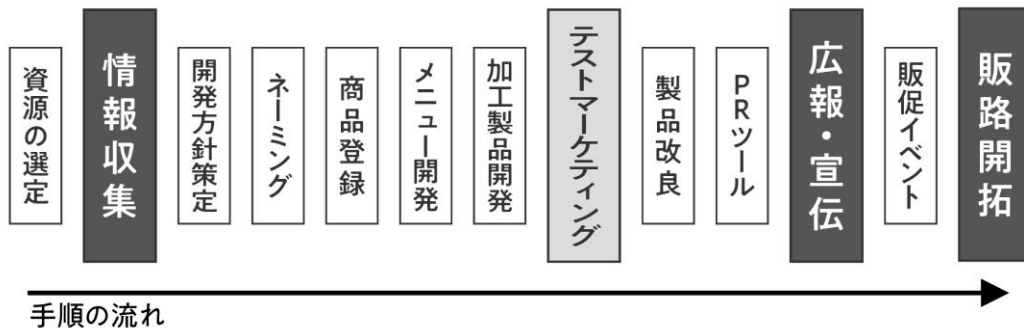 資源の選定
情報収集
開発方針策定
ネーミング
商品登録
メニュー開発
加工製品開発
テストマーケティング
製品改良
PRツール
広報・宣伝
販促イベント
販路開拓
手順の流れ